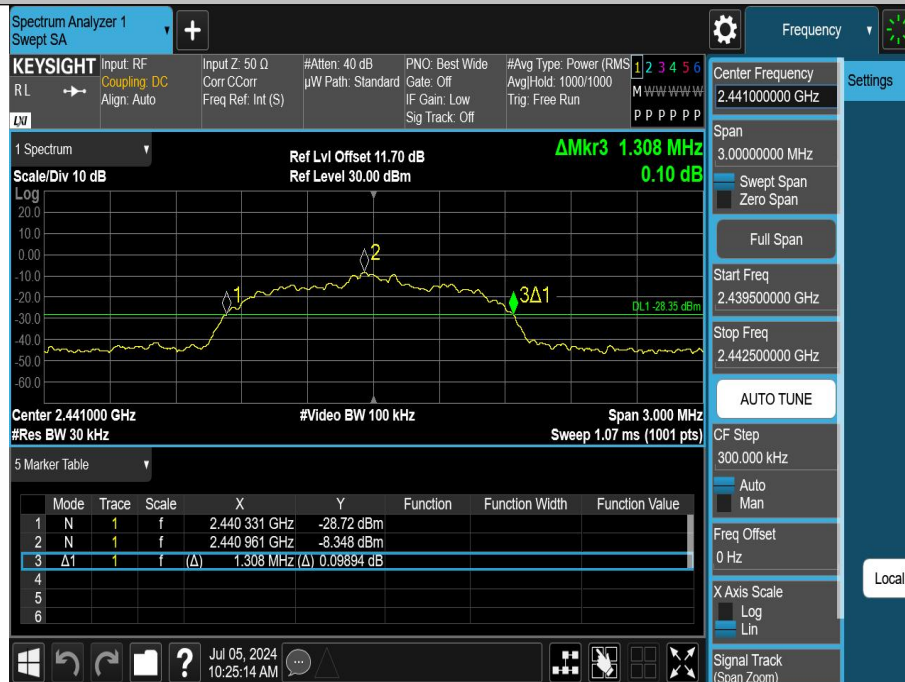 Spectrum Analyzer 1
Swept SA
+
Frequency
KEYSIGHT
RL
LXI
Input: RF
Coupling: DC
Align: Auto
Input Z: 50 Ω
Corr CCorr
Freq Ref: Int (S)
#Atten: 40 dB
µW Path: Standard
PNO: Best Wide
Gate: Off
IF Gain: Low
Sig Track: Off
#Avg Type: Power (RMS
Avg|Hold: 1000/1000
Trig: Free Run
1 2 3 4 5 6
M W W W W W
P P P P P P
1 Spectrum
Scale/Div 10 dB
Ref Lvl Offset 11.70 dB
Ref Level 30.00 dBm
ΔMkr3 1.308 MHz
0.10 dB
Log
20.0
10.0
0.00
-10.0
-20.0
-30.0
-40.0
-50.0
-60.0
1
2
3Δ1
DL1 -28.35 dBm
Center 2.441000 GHz
#Video BW 100 kHz
Span 3.000 MHz
#Res BW 30 kHz
Sweep 1.07 ms (1001 pts)
5 Marker Table
Mode Trace Scale X Y Function Function Width Function Value
1 N 1 f 2.440 331 GHz -28.72 dBm
2 N 1 f 2.440 961 GHz -8.348 dBm
3 Δ1 1 f (Δ) 1.308 MHz (Δ) 0.09894 dB
4
5
6
?
Jul 05, 2024
10:25:14 AM
Center Frequency
2.441000000 GHz
Span
3.00000000 MHz
Swept Span
Zero Span
Full Span
Start Freq
2.439500000 GHz
Stop Freq
2.442500000 GHz
AUTO TUNE
CF Step
300.000 kHz
Auto
Man
Freq Offset
0 Hz
X Axis Scale
Log
Lin
Signal Track
(Span Zoom)
Settings
Local